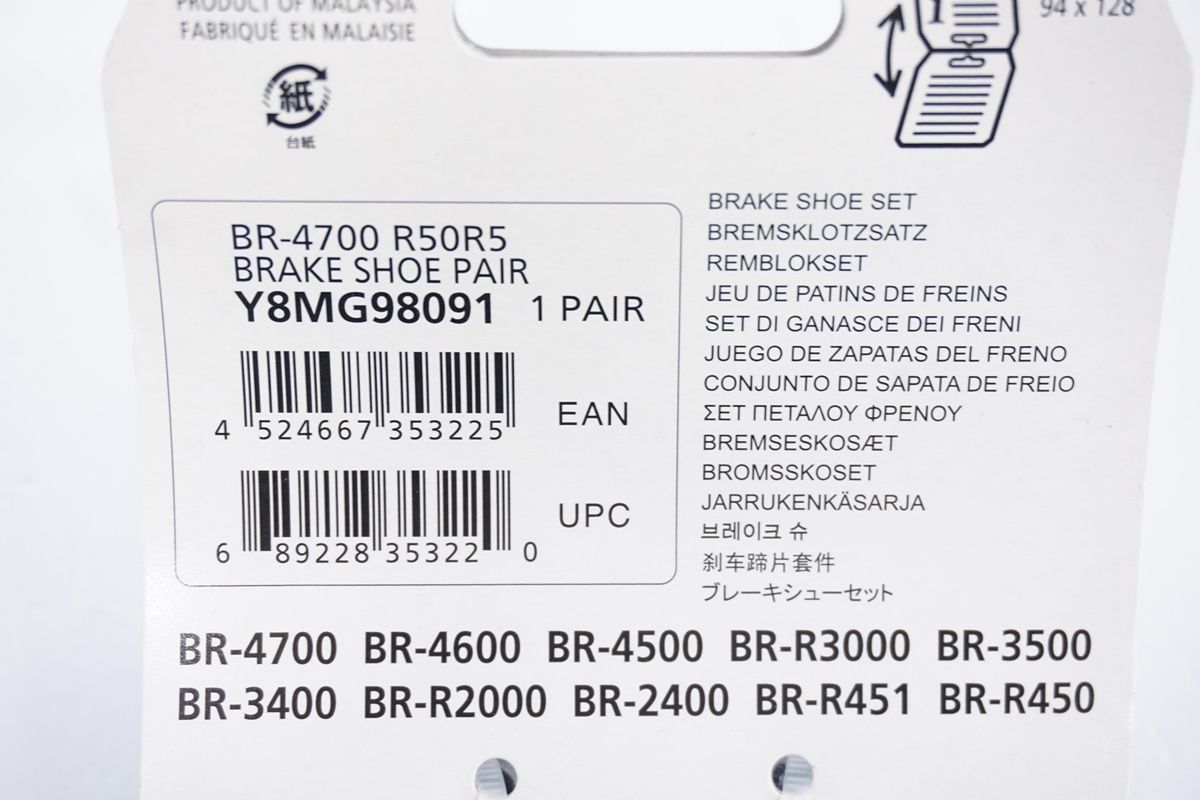 PRODUCT OF MALAYSIA
FABRIQUÉ EN MALAISIE
紙
台紙
1
94 x 128
BR-4700 R50R5
BRAKE SHOE PAIR
Y8MG98091 1 PAIR
4 524667 353225 EAN
6 89228 35322 0 UPC
BRAKE SHOE SET
BREMSKLOTZSATZ
REMBLOKSET
JEU DE PATINS DE FREINS
SET DI GANASCE DEI FRENI
JUEGO DE ZAPATAS DEL FRENO
CONJUNTO DE SAPATA DE FREIO
ΣΕΤ ΠΕΤΑΛΟΥ ΦΡΕΝΟΥ
BREMSESKOSÆT
BROMSSKOSET
JARRUKENKÄSARJA
브레이크 슈
刹车蹄片套件
ブレーキシューセット
BR-4700 BR-4600 BR-4500 BR-R3000 BR-3500
BR-3400 BR-R2000 BR-2400 BR-R451 BR-R450